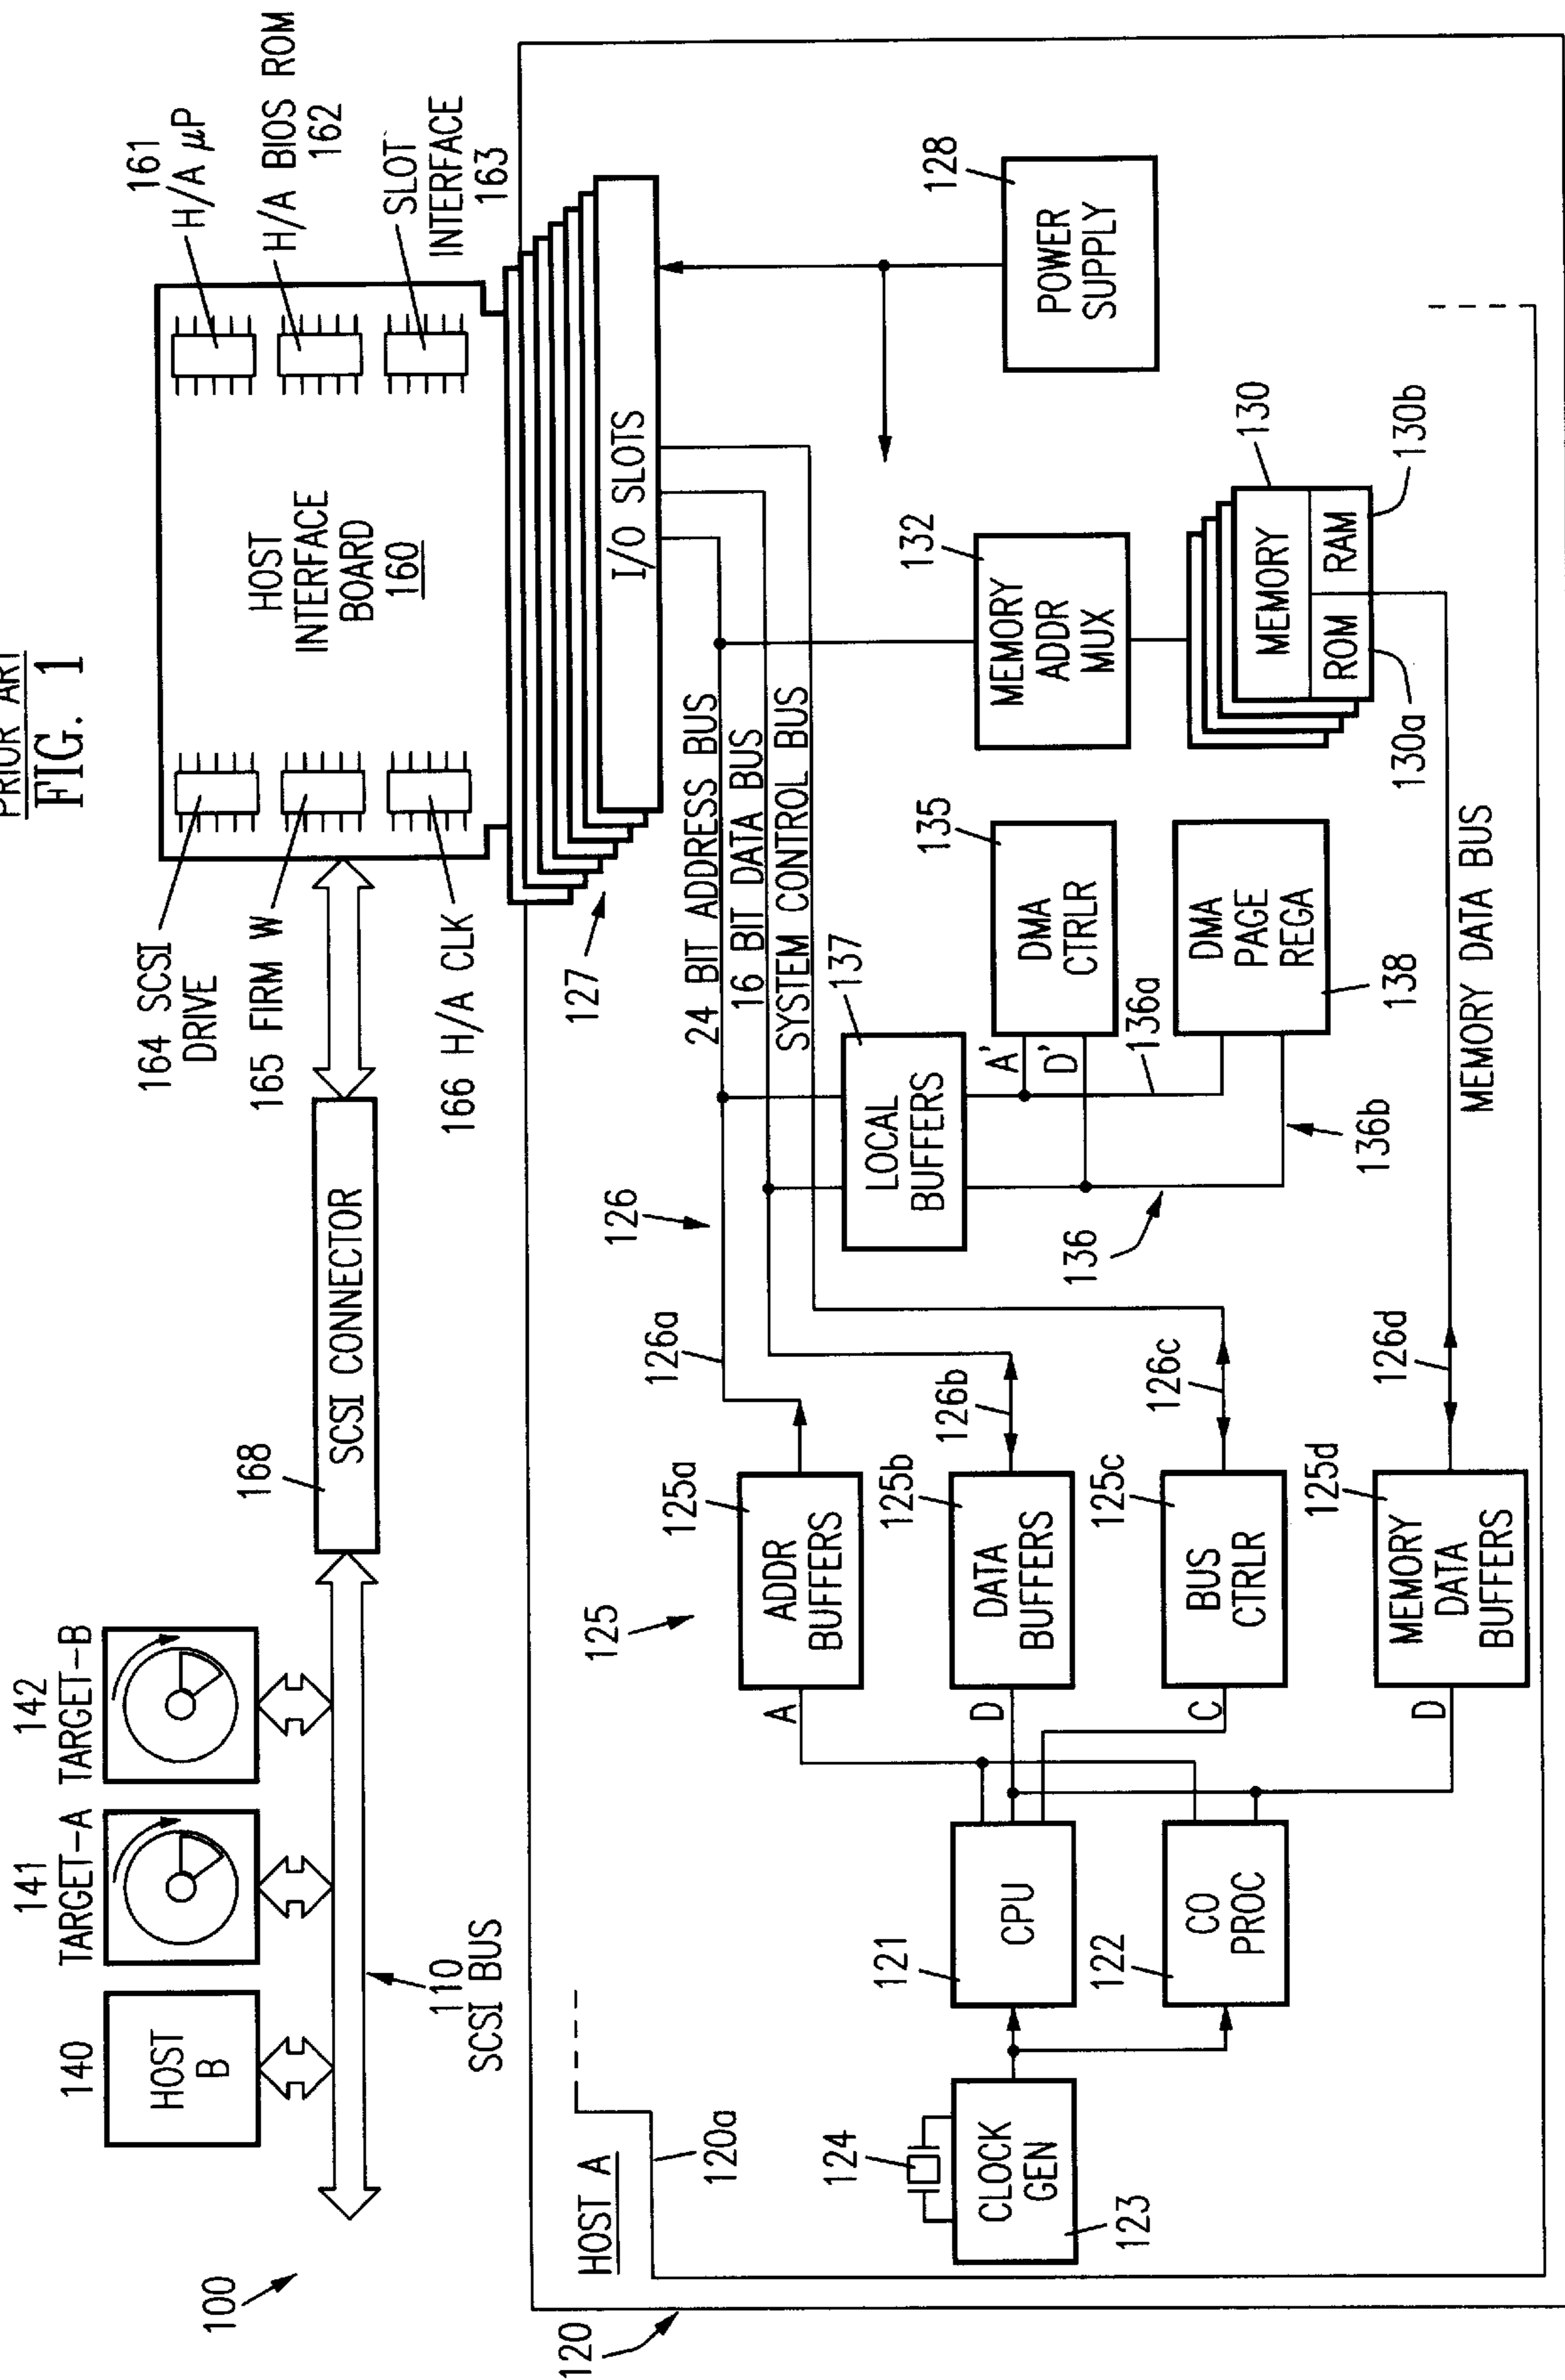 PRIOR ART
FIG. 1
100
140
HOST
B
141
TARGET-A
142
TARGET-B
110
SCSI BUS
168
SCSI CONNECTOR
164 SCSI
DRIVE
165 FIRM W
166 H/A CLK
HOST
INTERFACE
BOARD
160
161
H/A µP
H/A BIOS ROM
162
SLOT
INTERFACE
163
127
I/O SLOTS
120
HOST A
120a
124
CLOCK
GEN
123
121
CPU
122
CO
PROC
125
A
ADDR
BUFFERS
125a
D
DATA
BUFFERS
125b
C
BUS
CTRLR
125c
D
MEMORY
DATA
BUFFERS
125d
126
126a
126b
126c
126d
24 BIT ADDRESS BUS
16 BIT DATA BUS
SYSTEM CONTROL BUS
LOCAL
BUFFERS
137
136
136a
136b
A'
D'
DMA
CTRLR
135
DMA
PAGE
REGA
138
MEMORY DATA BUS
MEMORY
ADDR
MUX
132
MEMORY
130
ROM
RAM
130a
130b
POWER
SUPPLY
128